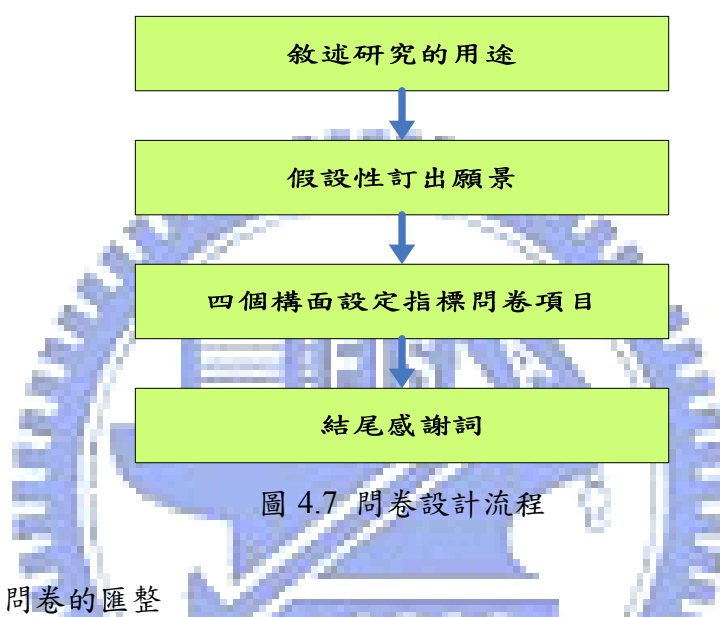 敘述研究的用途
假設性訂出願景
四個構面設定指標問卷項目
結尾感謝詞
圖 4.7 問卷設計流程
問卷的匯整